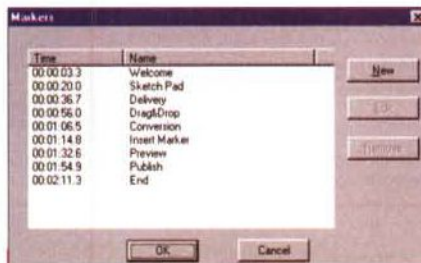 Markers
Time Name
00:00:03.3 Welcome
00:00:20.0 Sketch Pad
00:00:36.7 Delivery
00:00:56.0 Drag&Drop
00:01:06.5 Conversion
00:01:14.8 Insert Marker
00:01:32.6 Preview
00:01:54.9 Publish
00:02:11.3 End
New
Edit
Remove
OK
Cancel